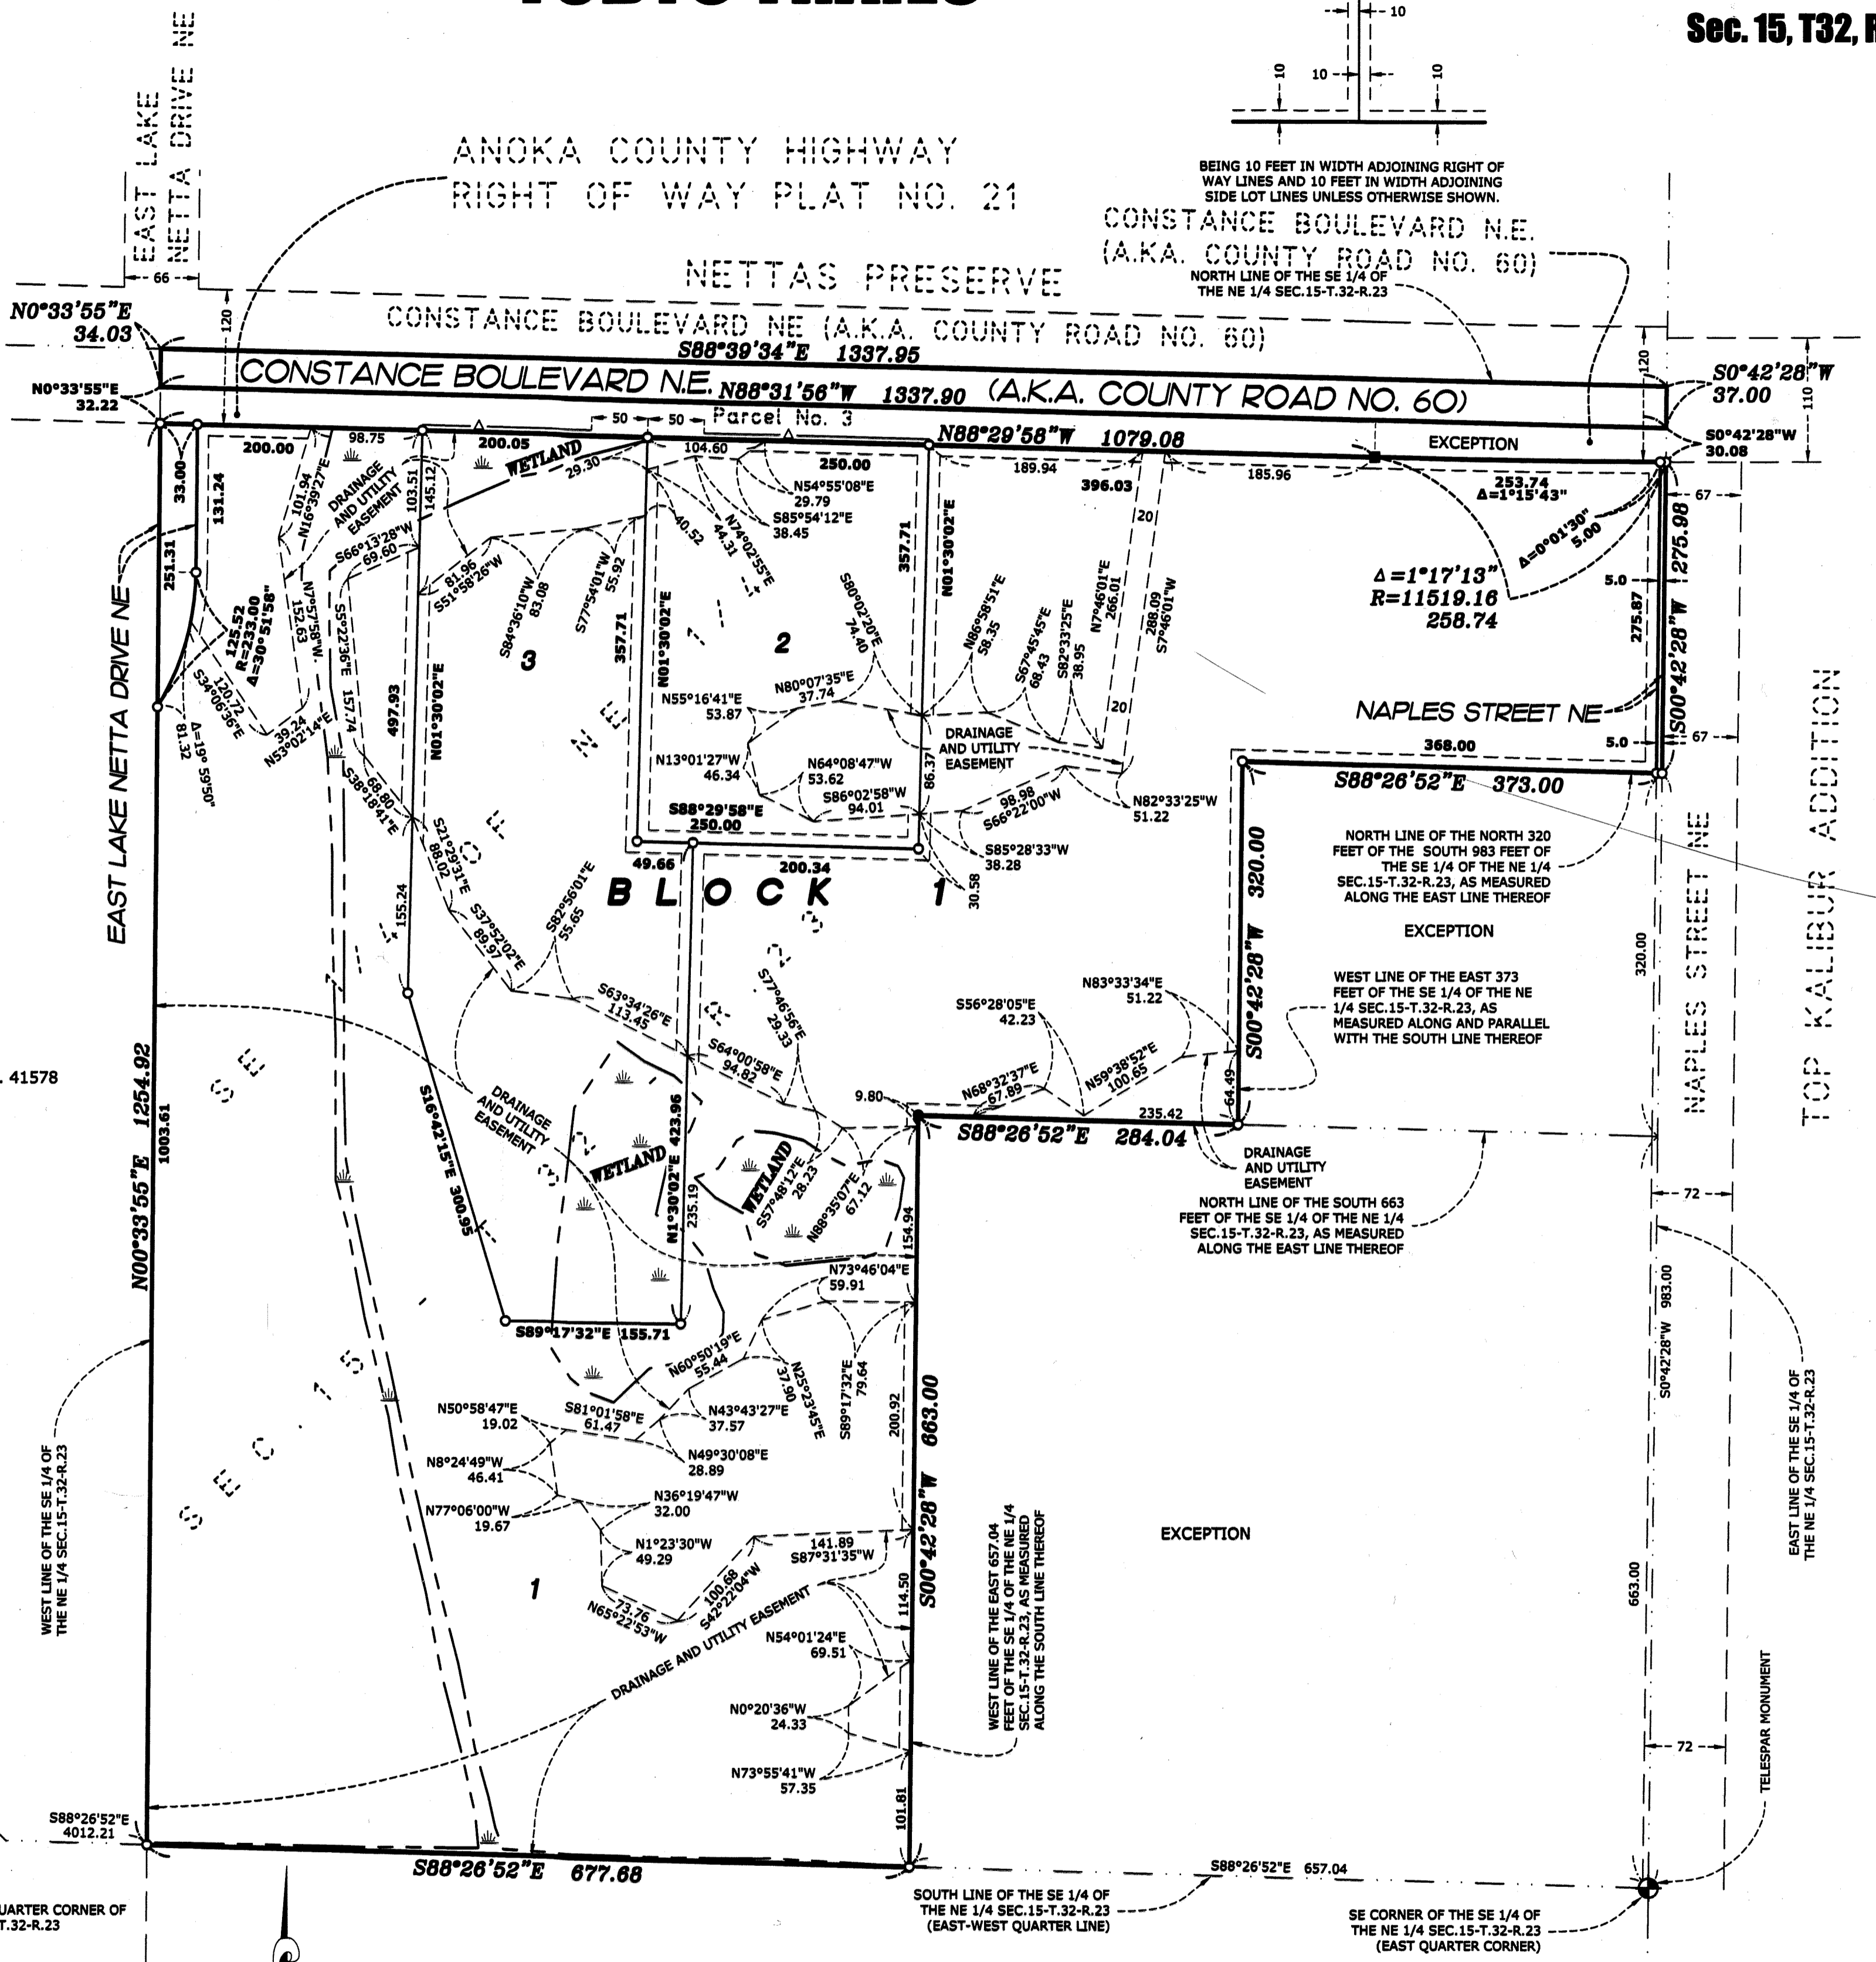 Sec. 15, T32, R
10
10
10
10
BEING 10 FEET IN WIDTH ADJOINING RIGHT OF
WAY LINES AND 10 FEET IN WIDTH ADJOINING
SIDE LOT LINES UNLESS OTHERWISE SHOWN.
EAST LAKE
NETTA DRIVE NE
ANOKA COUNTY HIGHWAY
RIGHT OF WAY PLAT NO. 21
CONSTANCE BOULEVARD N.E.
(A.K.A. COUNTY ROAD NO. 60)
NETTAS PRESERVE
NORTH LINE OF THE SE 1/4 OF
THE NE 1/4 SEC.15-T.32-R.23
66
120
120
110
N0°33'55"E
34.03
CONSTANCE BOULEVARD NE (A.K.A. COUNTY ROAD NO. 60)
S88°39'34"E 1337.95
CONSTANCE BOULEVARD N.E. N88°31'56"W 1337.90 (A.K.A. COUNTY ROAD NO. 60)
S0°42'28"W
37.00
N0°33'55"E
32.22
50
50
Parcel No. 3
N88°29'58"W 1079.08
EXCEPTION
S0°42'28"W
30.08
200.00
98.75
200.05
104.60
250.00
189.94
396.03
185.96
253.74
Δ=1°15'43"
67
33.00
131.24
251.31
101.94
N16°39'27"E
DRAINAGE
AND UTILITY
EASEMENT
103.51
145.12
WETLAND
29.30
N54°55'08"E
29.79
S85°54'12"E
38.45
N74°02'55"E
44.31
40.52
S66°13'28"W
69.60
81.96
S51°58'26"W
S84°36'10"W
83.08
S77°54'01"W
55.92
357.71
N01°30'02"E
357.71
N01°30'02"E
20
Δ=0°01'30"
5.00
Δ=1°17'13"
R=11519.16
258.74
5.0
275.98
275.87
S00°42'28"W
EAST LAKE NETTA DRIVE NE
125.52
R=233.00
Δ=30°51'58"
N7°57'58"W
152.63
S5°22'36"E 157.74
S34°06'36"E
120.72
39.24
N53°02'14"E
81.32
Δ=19°59'50"
S38°18'41"E
68.80
497.93
N01°30'02"E
3
2
1
SE 1/4 OF NE 1/4
S80°02'20"E
74.40
N86°58'51"E
58.35
S67°45'45"E
68.43
S82°33'25"E
38.95
N7°46'01"E
266.01
288.09
S7°46'01"W
20
N80°07'35"E
37.74
N55°16'41"E
53.87
N13°01'27"W
46.34
N64°08'47"W
53.62
S86°02'58"W
94.01
86.37
DRAINAGE
AND UTILITY
EASEMENT
98.98
S66°22'00"W
N82°33'25"W
51.22
S85°28'33"W
38.28
30.58
S88°29'58"E
250.00
49.66
200.34
BLOCK 1
NAPLES STREET NE
5.0
67
368.00
S88°26'52"E 373.00
S00°42'28"W 320.00
NORTH LINE OF THE NORTH 320
FEET OF THE SOUTH 983 FEET OF
THE SE 1/4 OF THE NE 1/4
SEC.15-T.32-R.23, AS MEASURED
ALONG THE EAST LINE THEREOF
EXCEPTION
WEST LINE OF THE EAST 373
FEET OF THE SE 1/4 OF THE NE
1/4 SEC.15-T.32-R.23, AS
MEASURED ALONG AND PARALLEL
WITH THE SOUTH LINE THEREOF
320.00
NAPLES STREET NE
TOP KALIBUR ADDITION
S21°29'31"E
88.02
155.24
S37°52'02"E
89.97
S82°56'01"E
55.65
S63°34'26"E
113.45
S64°00'58"E
94.82
S77°46'56"E
29.33
S56°28'05"E
42.23
N83°33'34"E
51.22
N68°32'37"E
67.89
N59°38'52"E
100.65
64.49
9.80
235.42
S88°26'52"E 284.04
DRAINAGE
AND UTILITY
EASEMENT
NORTH LINE OF THE SOUTH 663
FEET OF THE SE 1/4 OF THE NE 1/4
SEC.15-T.32-R.23, AS MEASURED
ALONG THE EAST LINE THEREOF
72
. 41578
N00°33'55"E 1254.92
1003.61
S16°42'15"E 300.95
DRAINAGE
AND UTILITY
EASEMENT
WETLAND
N1°30'02"E 423.96
235.19
WETLAND
S57°48'12"E
28.23
N88°35'07"E
67.12
154.94
S89°17'32"E 155.71
N73°46'04"E
59.91
N60°50'19"E
55.44
N25°23'45"E
37.90
S89°17'32"E
79.64
200.92
S00°42'28"W 663.00
S0°42'28"W 983.00
EAST LINE OF THE SE 1/4 OF
THE NE 1/4 SEC.15-T.32-R.23
WEST LINE OF THE SE 1/4 OF
THE NE 1/4 SEC.15-T.32-R.23
SEC. 15
N50°58'47"E
19.02
S81°01'58"E
61.47
N43°43'27"E
37.57
N49°30'08"E
28.89
N8°24'49"W
46.41
N77°06'00"W
19.67
N36°19'47"W
32.00
N1°23'30"W
49.29
73.76
N65°22'53"W
100.68
S42°22'04"W
141.89
S87°31'35"W
114.50
1
DRAINAGE AND UTILITY EASEMENT
N54°01'24"E
69.51
N0°20'36"W
24.33
N73°55'41"W
57.35
101.81
WEST LINE OF THE EAST 657.04
FEET OF THE SE 1/4 OF THE NE 1/4
SEC.15-T.32-R.23, AS MEASURED
ALONG THE SOUTH LINE THEREOF
EXCEPTION
663.00
72
TELESPAR MONUMENT
S88°26'52"E
4012.21
S88°26'52"E 677.68
S88°26'52"E 657.04
SOUTH LINE OF THE SE 1/4 OF
THE NE 1/4 SEC.15-T.32-R.23
(EAST-WEST QUARTER LINE)
SE CORNER OF THE SE 1/4 OF
THE NE 1/4 SEC.15-T.32-R.23
(EAST QUARTER CORNER)
UARTER CORNER OF
T.32-R.23